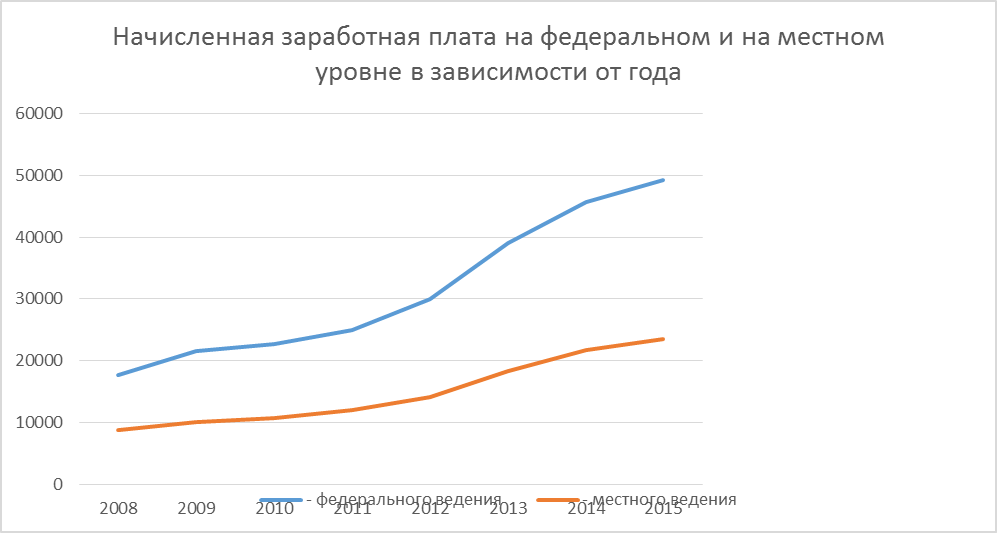 Начисленная заработная плата на федеральном и на местном
уровне в зависимости от года
60000
50000
40000
30000
20000
10000
0
2008 2009 2010 2011 2012 2013 2014 2015
- федерального ведения - местного ведения